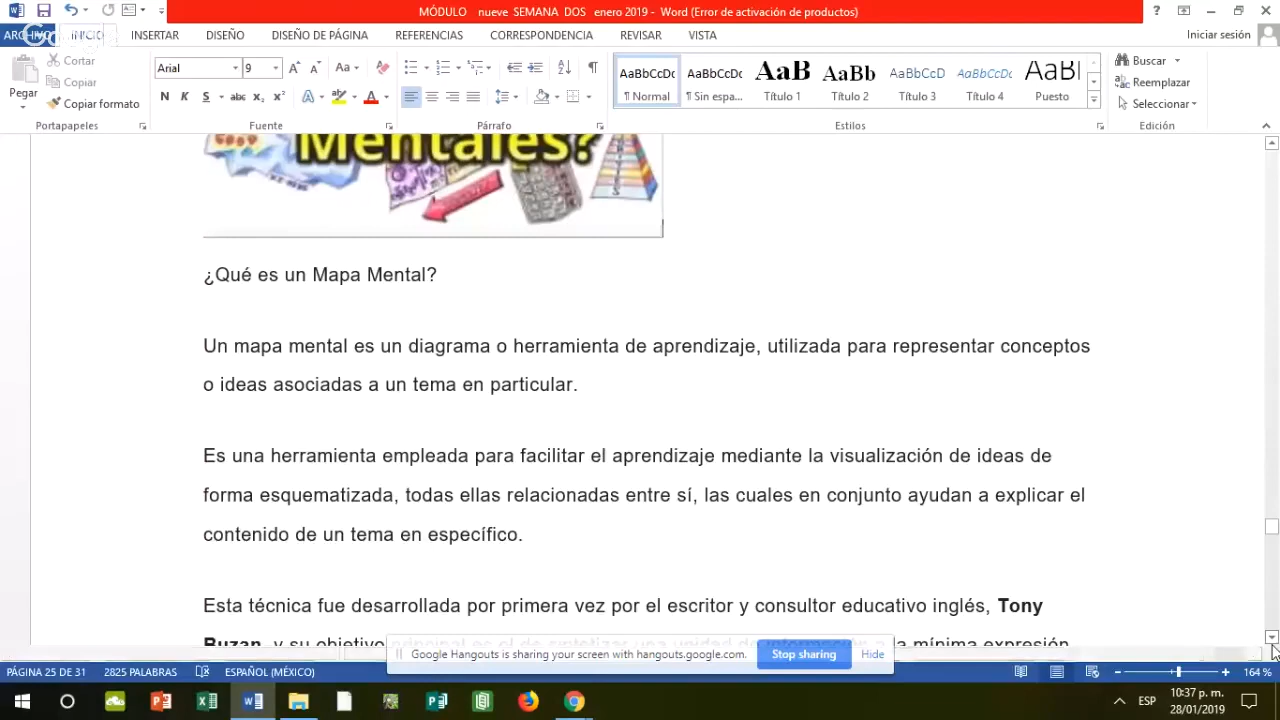 MÓDULO nueve SEMANA DOS enero 2019 - Word (Error de activación de productos)
ARCHIVO INICIO INSERTAR DISEÑO DISEÑO DE PÁGINA REFERENCIAS CORRESPONDENCIA REVISAR VISTA Iniciar sesión
Pegar
Cortar
Copiar
Copiar formato
Portapapeles
Arial 9
Fuente
Párrafo
AaBbCcDc AaBbCcDc AaB AaBb AaBbCcD AaBbCcDc AaBl
¶ Normal ¶ Sin espa... Título 1 Título 2 Título 3 Título 4 Puesto
Estilos
Buscar
Reemplazar
Seleccionar
Edición
Mentales?
¿Qué es un Mapa Mental?
Un mapa mental es un diagrama o herramienta de aprendizaje, utilizada para representar conceptos
o ideas asociadas a un tema en particular.
Es una herramienta empleada para facilitar el aprendizaje mediante la visualización de ideas de
forma esquematizada, todas ellas relacionadas entre sí, las cuales en conjunto ayudan a explicar el
contenido de un tema en específico.
Esta técnica fue desarrollada por primera vez por el escritor y consultor educativo inglés, Tony
Buzan, y su objetivo principal es el de sintetizar una unidad de información a la mínima expresión
Google Hangouts is sharing your screen with hangouts.google.com. Stop sharing Hide
PÁGINA 25 DE 31 2825 PALABRAS ESPAÑOL (MÉXICO) 164 %
ESP 10:37 p. m.
28/01/2019